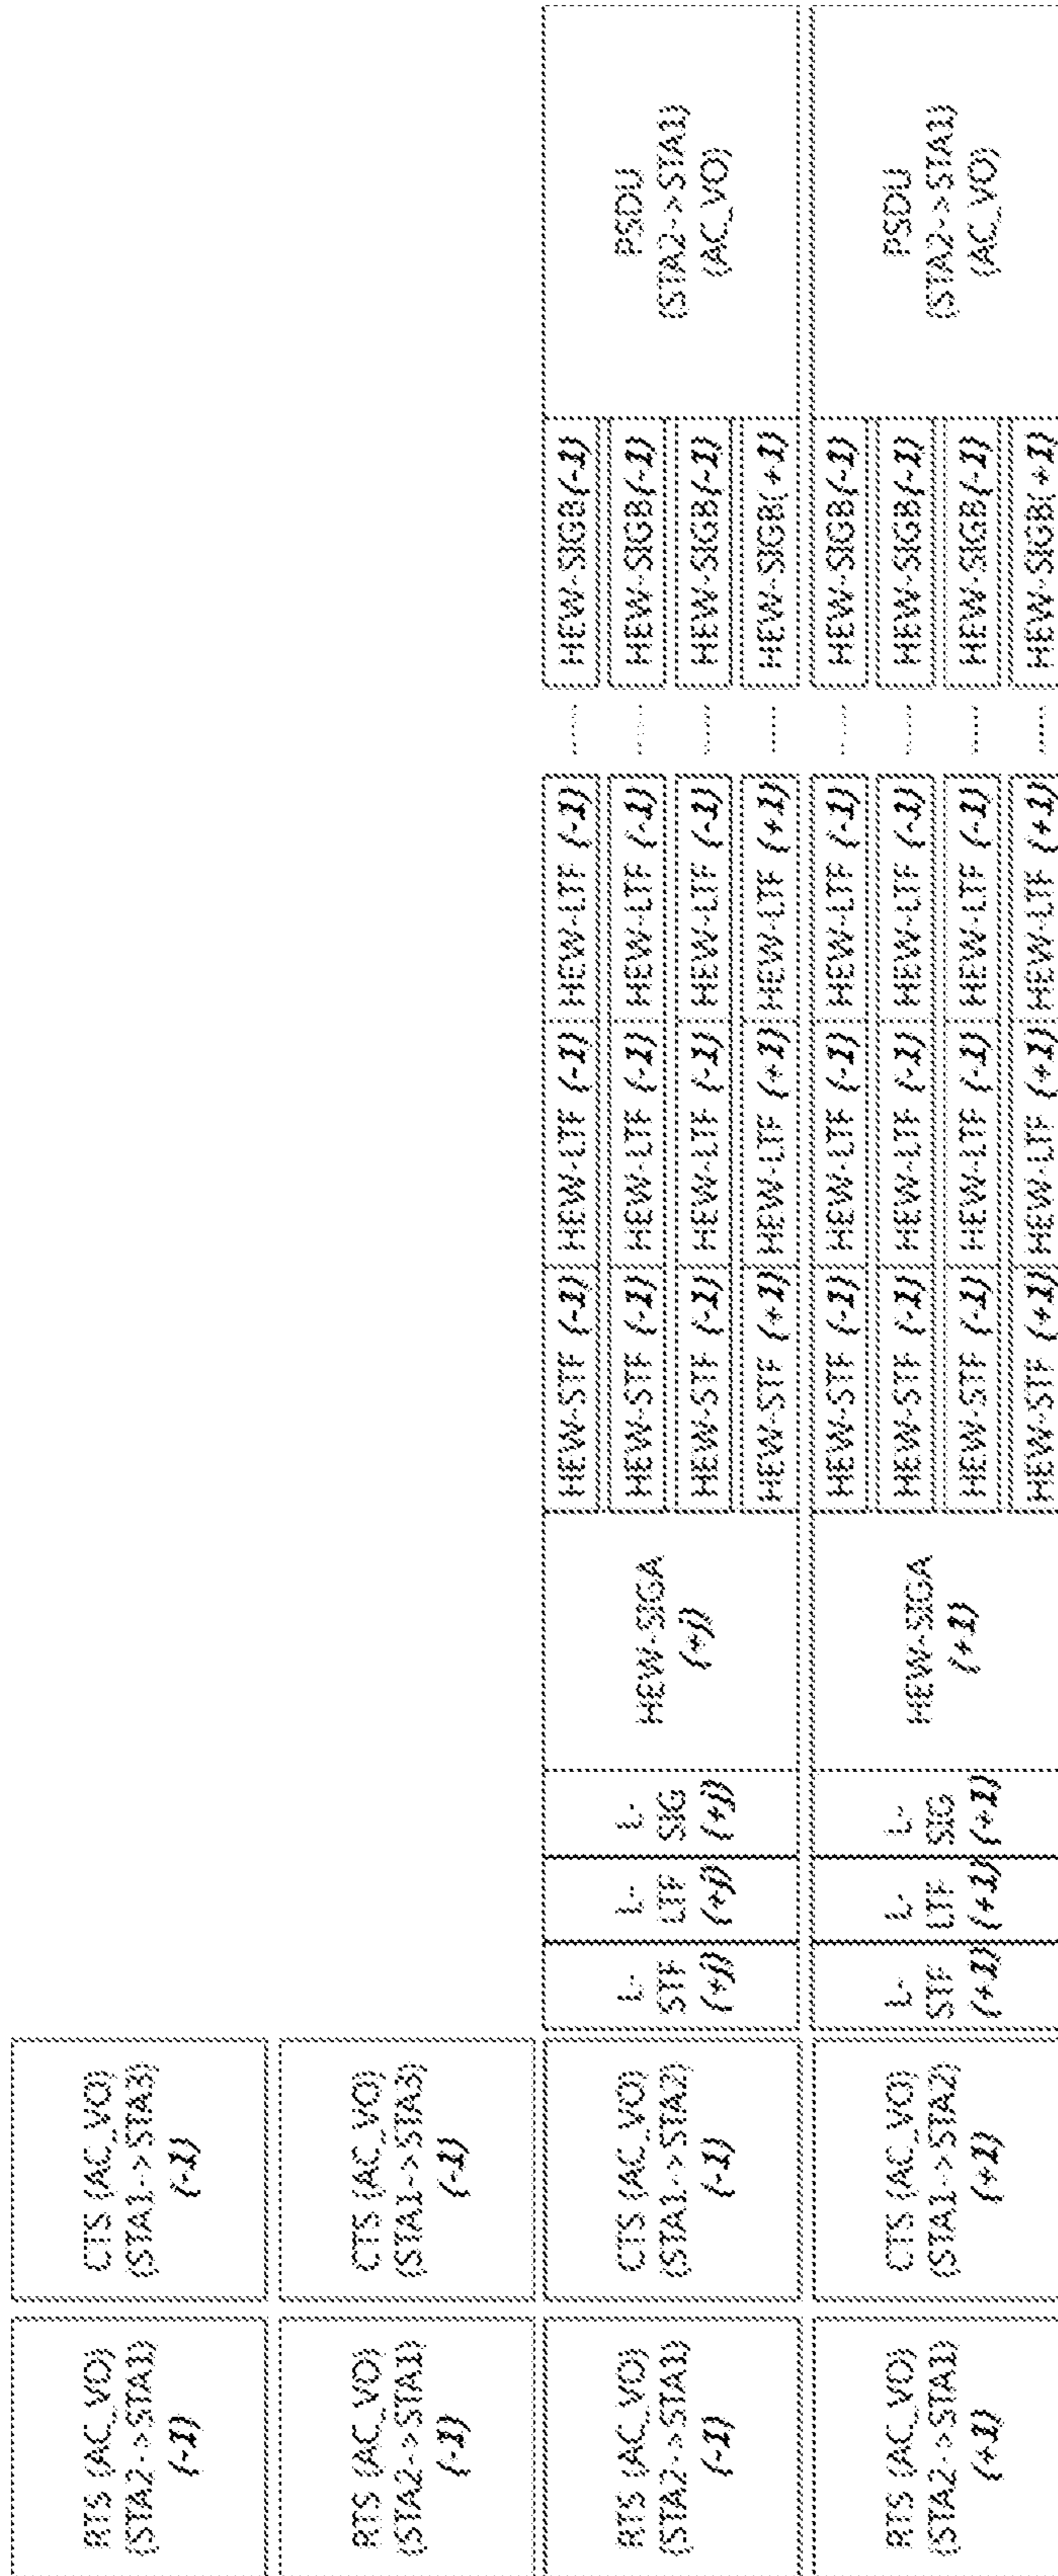 RTS (AC_VO)
(STA2->STA1)
(-1)
CTS (AC_VO)
(STA1->STA3)
(-1)
RTS (AC_VO)
(STA2->STA1)
(-1)
CTS (AC_VO)
(STA1->STA3)
(-1)
RTS (AC_VO)
(STA2->STA1)
(-1)
CTS (AC_VO)
(STA1->STA2)
(-1)
L-
STF
(+j)
L-
LTF
(+j)
L-
SIG
(+j)
HEW-SIGA
(+j)
HEW-STF (-1) HEW-LTF (-1) HEW-LTF (-1) ...... HEW-SIGB(-1)
HEW-STF (-1) HEW-LTF (-1) HEW-LTF (-1) ...... HEW-SIGB(-1)
HEW-STF (-1) HEW-LTF (-1) HEW-LTF (-1) ...... HEW-SIGB(-1)
HEW-STF (+1) HEW-LTF (+1) HEW-LTF (+1) ...... HEW-SIGB(+1)
PSDU
(STA2->STA1)
(AC_VO)
RTS (AC_VO)
(STA2->STA1)
(+1)
CTS (AC_VO)
(STA1->STA2)
(+1)
L-
STF
(+1)
L-
LTF
(+1)
L-
SIG
(+1)
HEW-SIGA
(+1)
HEW-STF (-1) HEW-LTF (-1) HEW-LTF (-1) ...... HEW-SIGB(-1)
HEW-STF (-1) HEW-LTF (-1) HEW-LTF (-1) ...... HEW-SIGB(-1)
HEW-STF (-1) HEW-LTF (-1) HEW-LTF (-1) ...... HEW-SIGB(-1)
HEW-STF (+1) HEW-LTF (+1) HEW-LTF (+1) ...... HEW-SIGB(+1)
PSDU
(STA2->STA1)
(AC_VO)